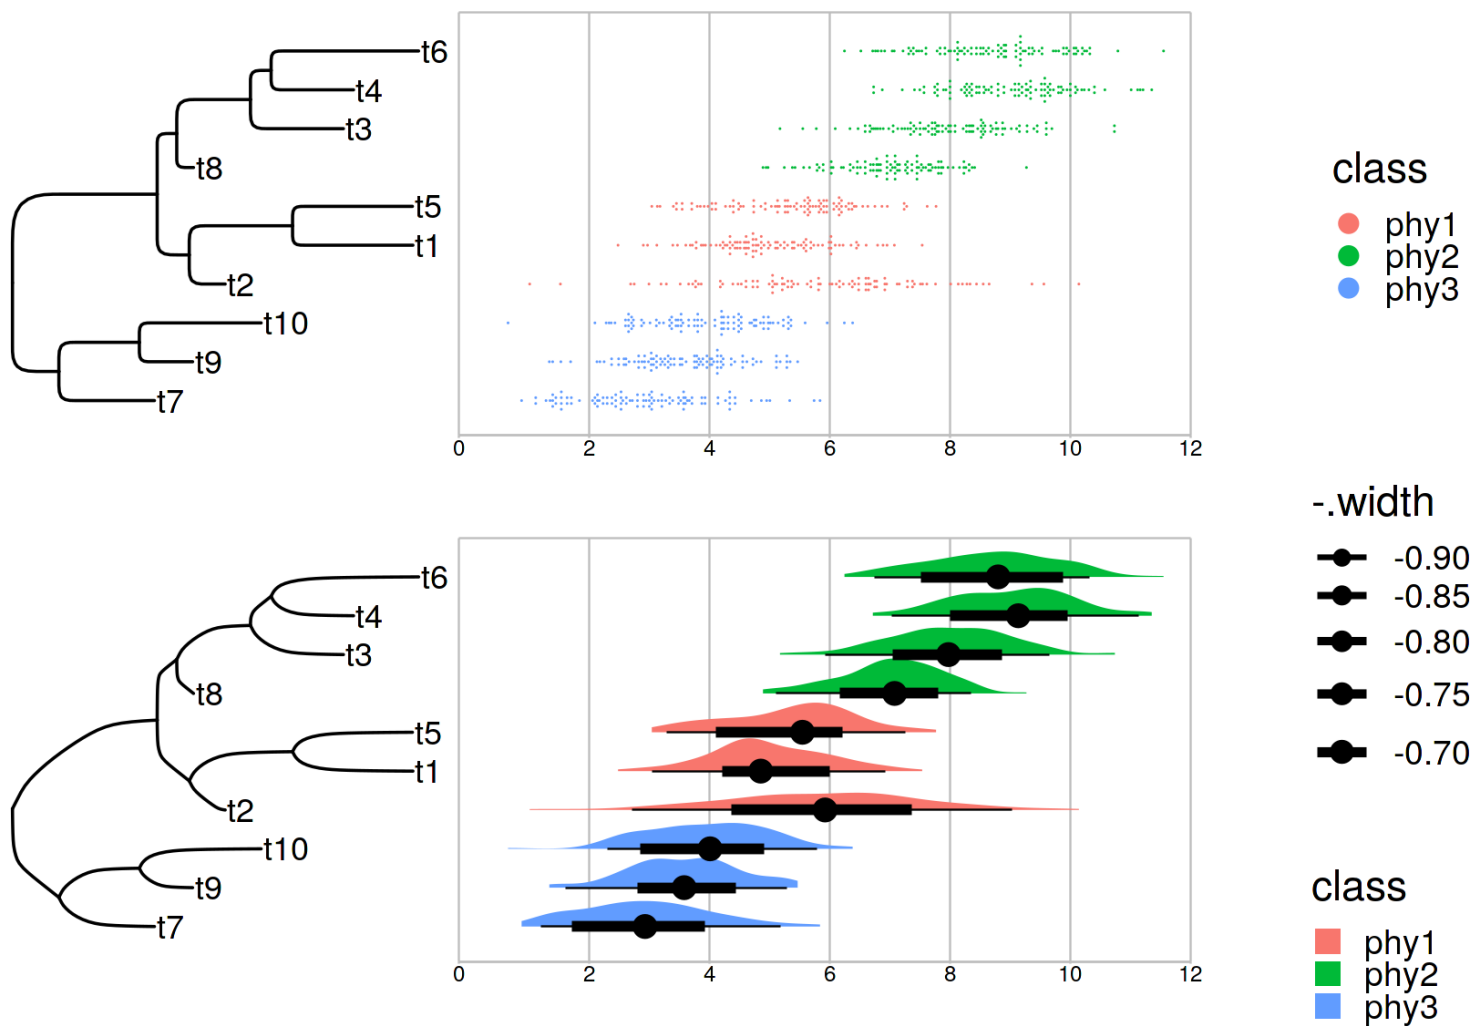 t6
t4
t3
t8
t5
t1
t2
t10
t9
t7
0 2 4 6 8 10 12
class
phy1
phy2
phy3
t6
t4
t3
t8
t5
t1
t2
t10
t9
t7
0 2 4 6 8 10 12
-.width
-0.90
-0.85
-0.80
-0.75
-0.70
class
phy1
phy2
phy3